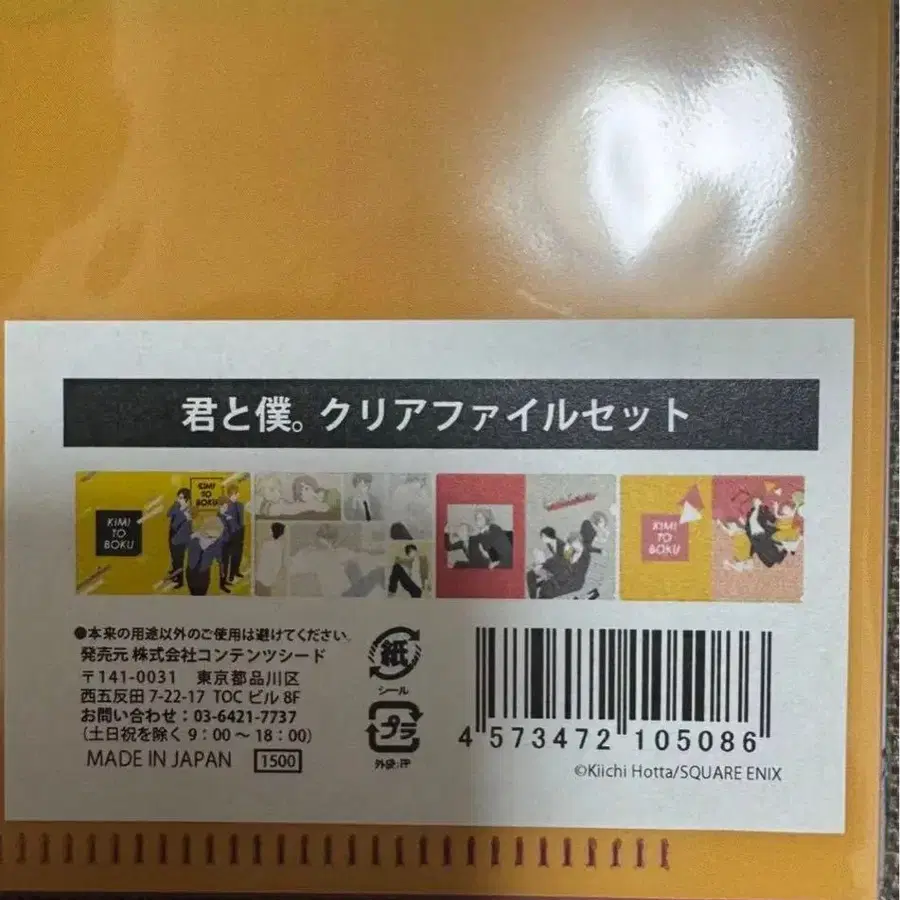 君と僕。クリアファイルセット
KIMI
TO
BOKU
KIMI
TO
BOKU
KIMI
TO
BOKU
●本来の用途以外のご使用は避けてください。
発売元 株式会社コンテンツシード
〒141-0031 東京都品川区
西五反田 7-22-17 TOC ビル 8F
お問い合わせ：03-6421-7737
(土日祝を除く 9：00 〜 18：00)
MADE IN JAPAN 1500
紙
シール
プラ
外袋:PP
4 573472 105086
©Kiichi Hotta/SQUARE ENIX